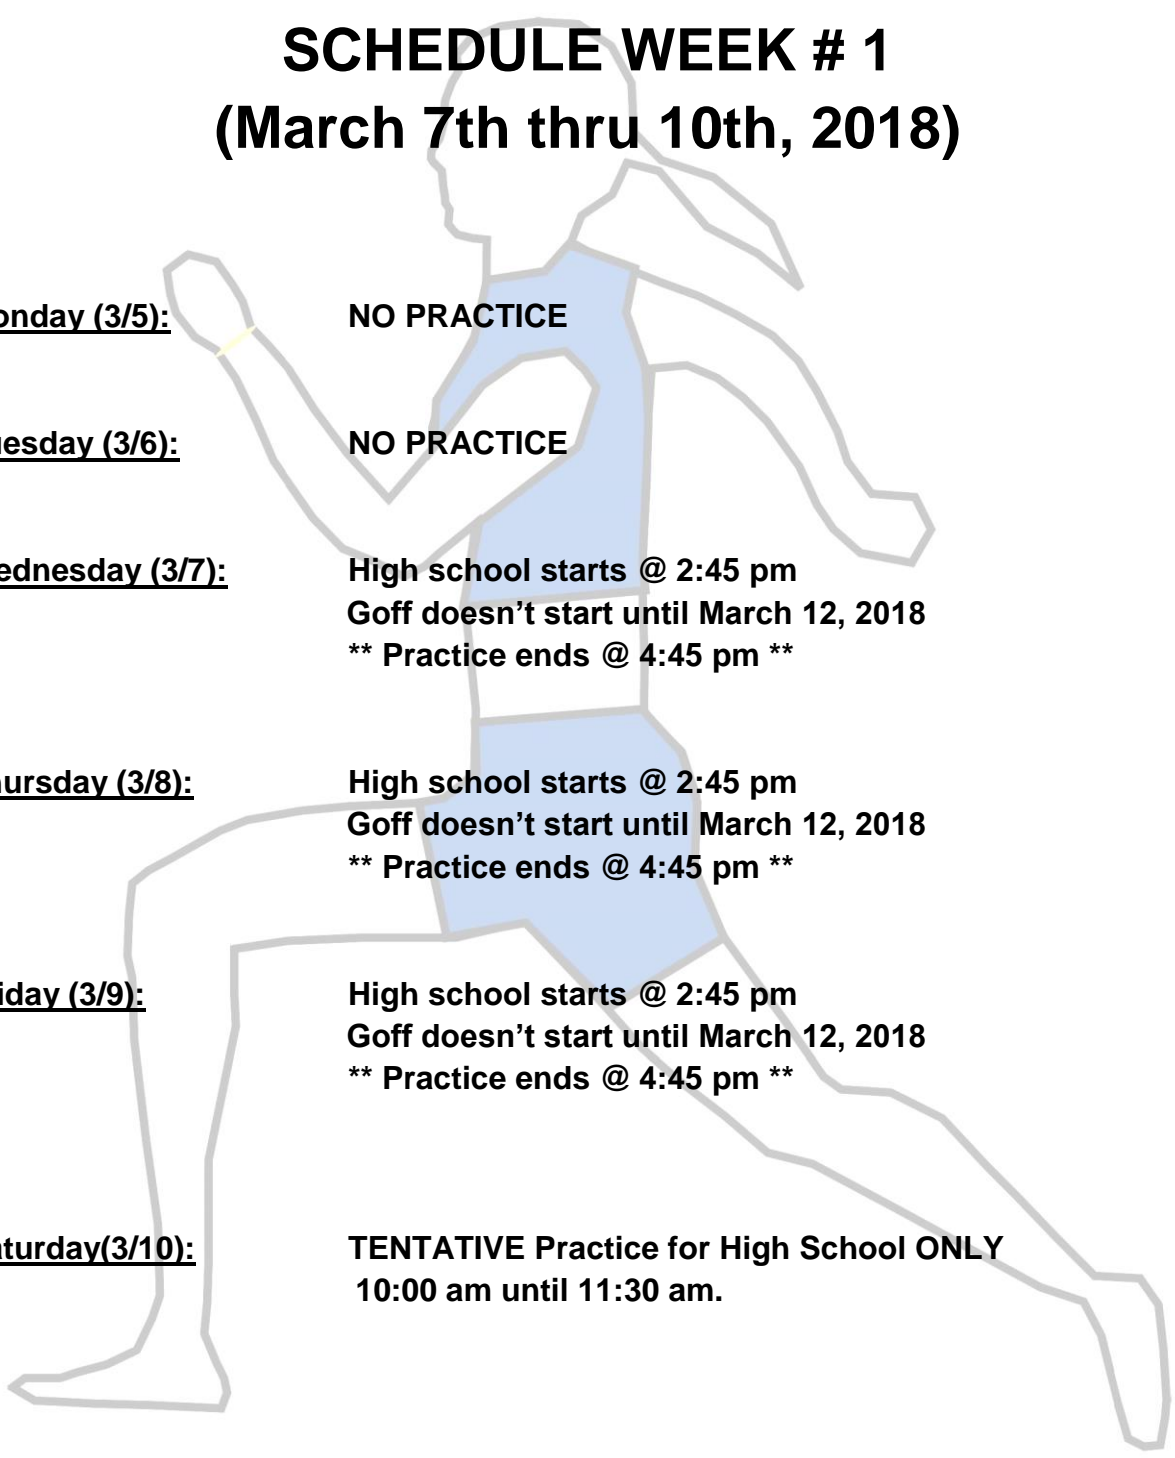 SCHEDULE WEEK # 1
(March 7th thru 10th, 2018)
onday (3/5): NO PRACTICE
uesday (3/6): NO PRACTICE
ednesday (3/7): High school starts @ 2:45 pm
Goff doesn’t start until March 12, 2018
** Practice ends @ 4:45 pm **
ursday (3/8): High school starts @ 2:45 pm
Goff doesn’t start until March 12, 2018
** Practice ends @ 4:45 pm **
iday (3/9): High school starts @ 2:45 pm
Goff doesn’t start until March 12, 2018
** Practice ends @ 4:45 pm **
aturday(3/10): TENTATIVE Practice for High School ONLY
10:00 am until 11:30 am.